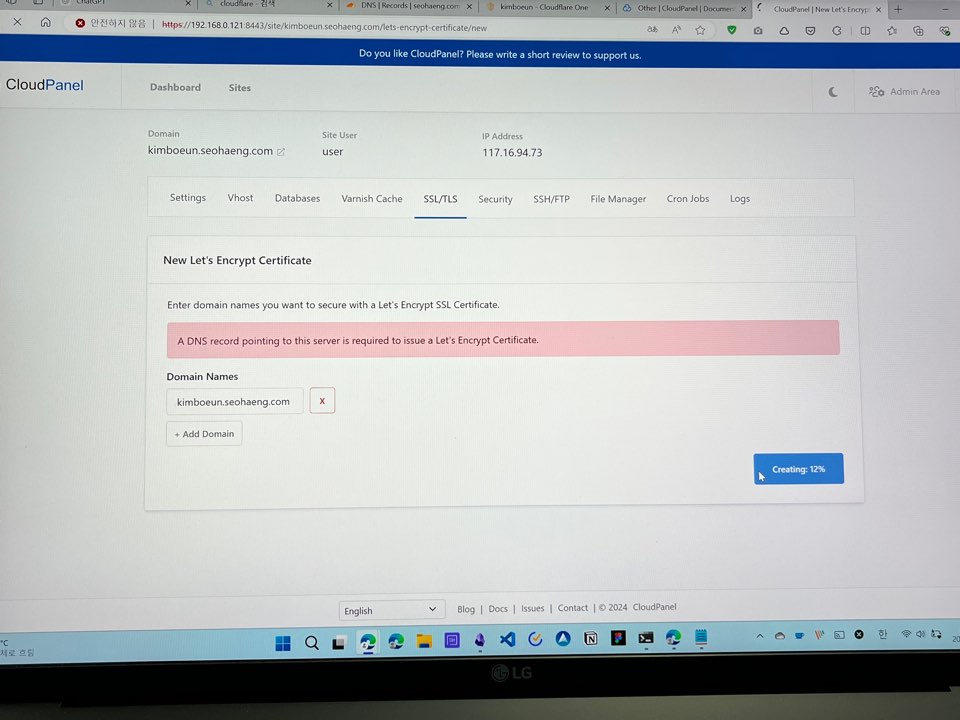 ChatGPT
cloudflare - 검색
DNS | Records | seohaeng.com
kimboeun - Cloudflare One
Other | CloudPanel | Documen
CloudPanel | New Let's Encryp
안전하지 않음
https://192.168.0.121:8443/site/kimboeun.seohaeng.com/lets-encrypt-certificate/new
Do you like CloudPanel? Please write a short review to support us.
CloudPanel
Dashboard
Sites
Admin Area
Domain
Site User
IP Address
kimboeun.seohaeng.com
user
117.16.94.73
Settings
Vhost
Databases
Varnish Cache
SSL/TLS
Security
SSH/FTP
File Manager
Cron Jobs
Logs
New Let's Encrypt Certificate
Enter domain names you want to secure with a Let's Encrypt SSL Certificate.
A DNS record pointing to this server is required to issue a Let's Encrypt Certificate.
Domain Names
kimboeun.seohaeng.com
X
+ Add Domain
Creating: 12%
English
Blog | Docs | Issues | Contact | © 2024 CloudPanel
°C
체로 흐림
한
20
LG